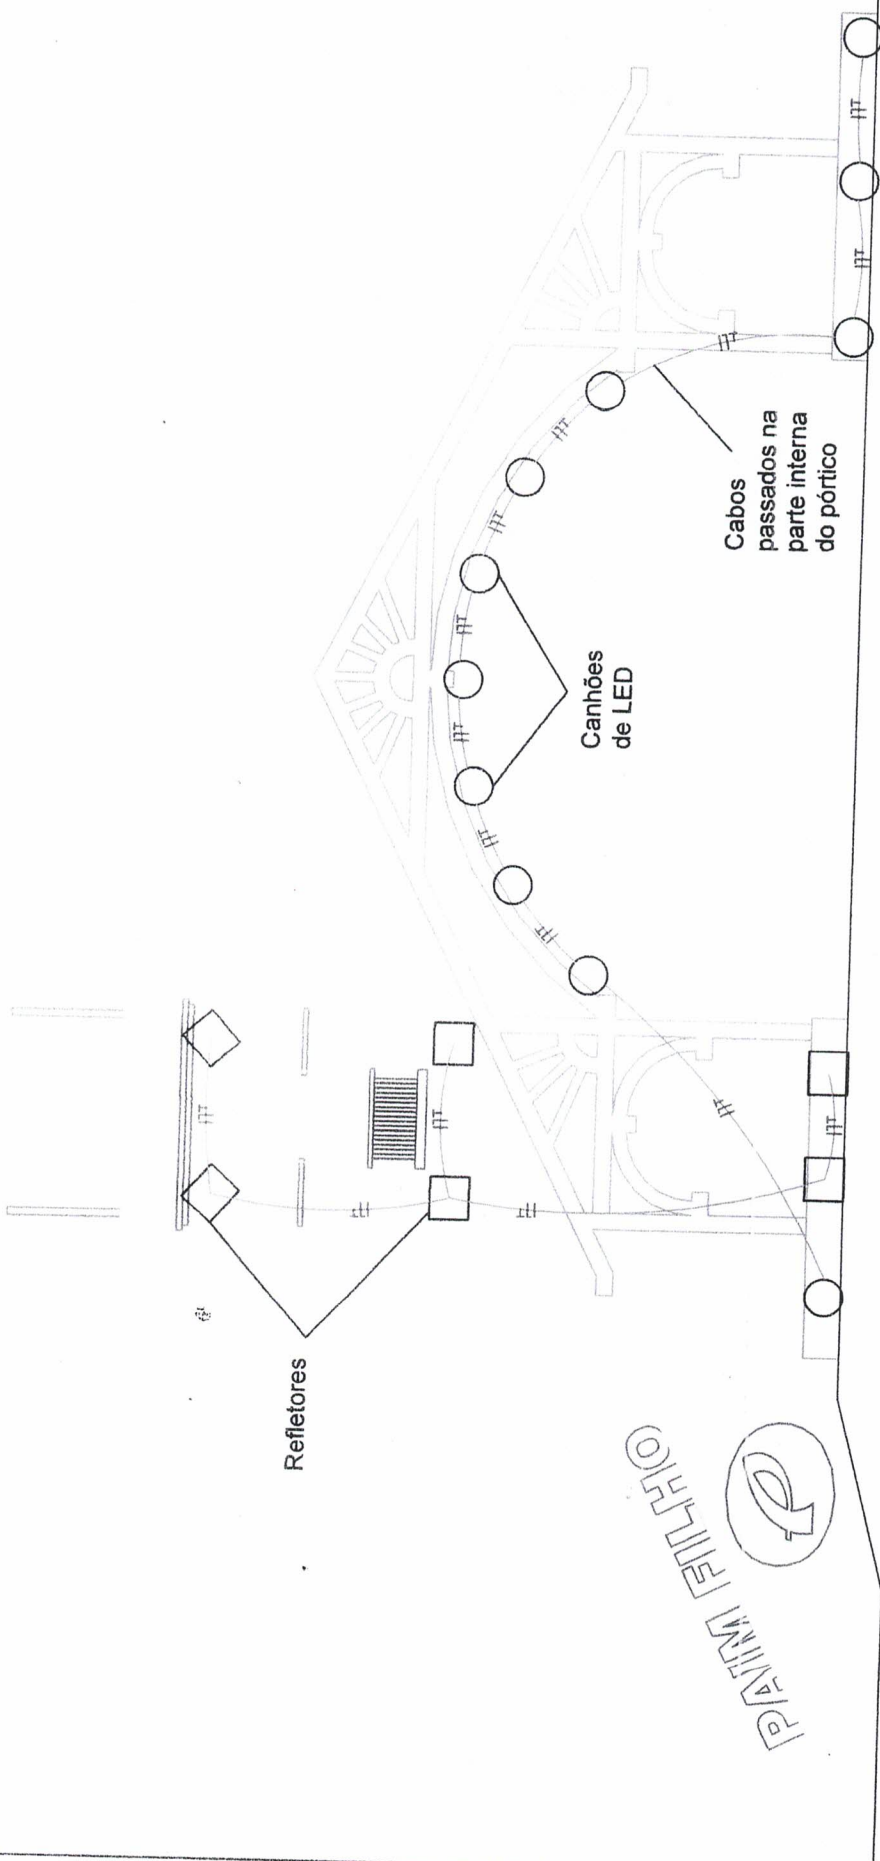 PAIM FILHO
Refletores
Canhões
de LED
Cabos
passados na
parte interna
do pórtico